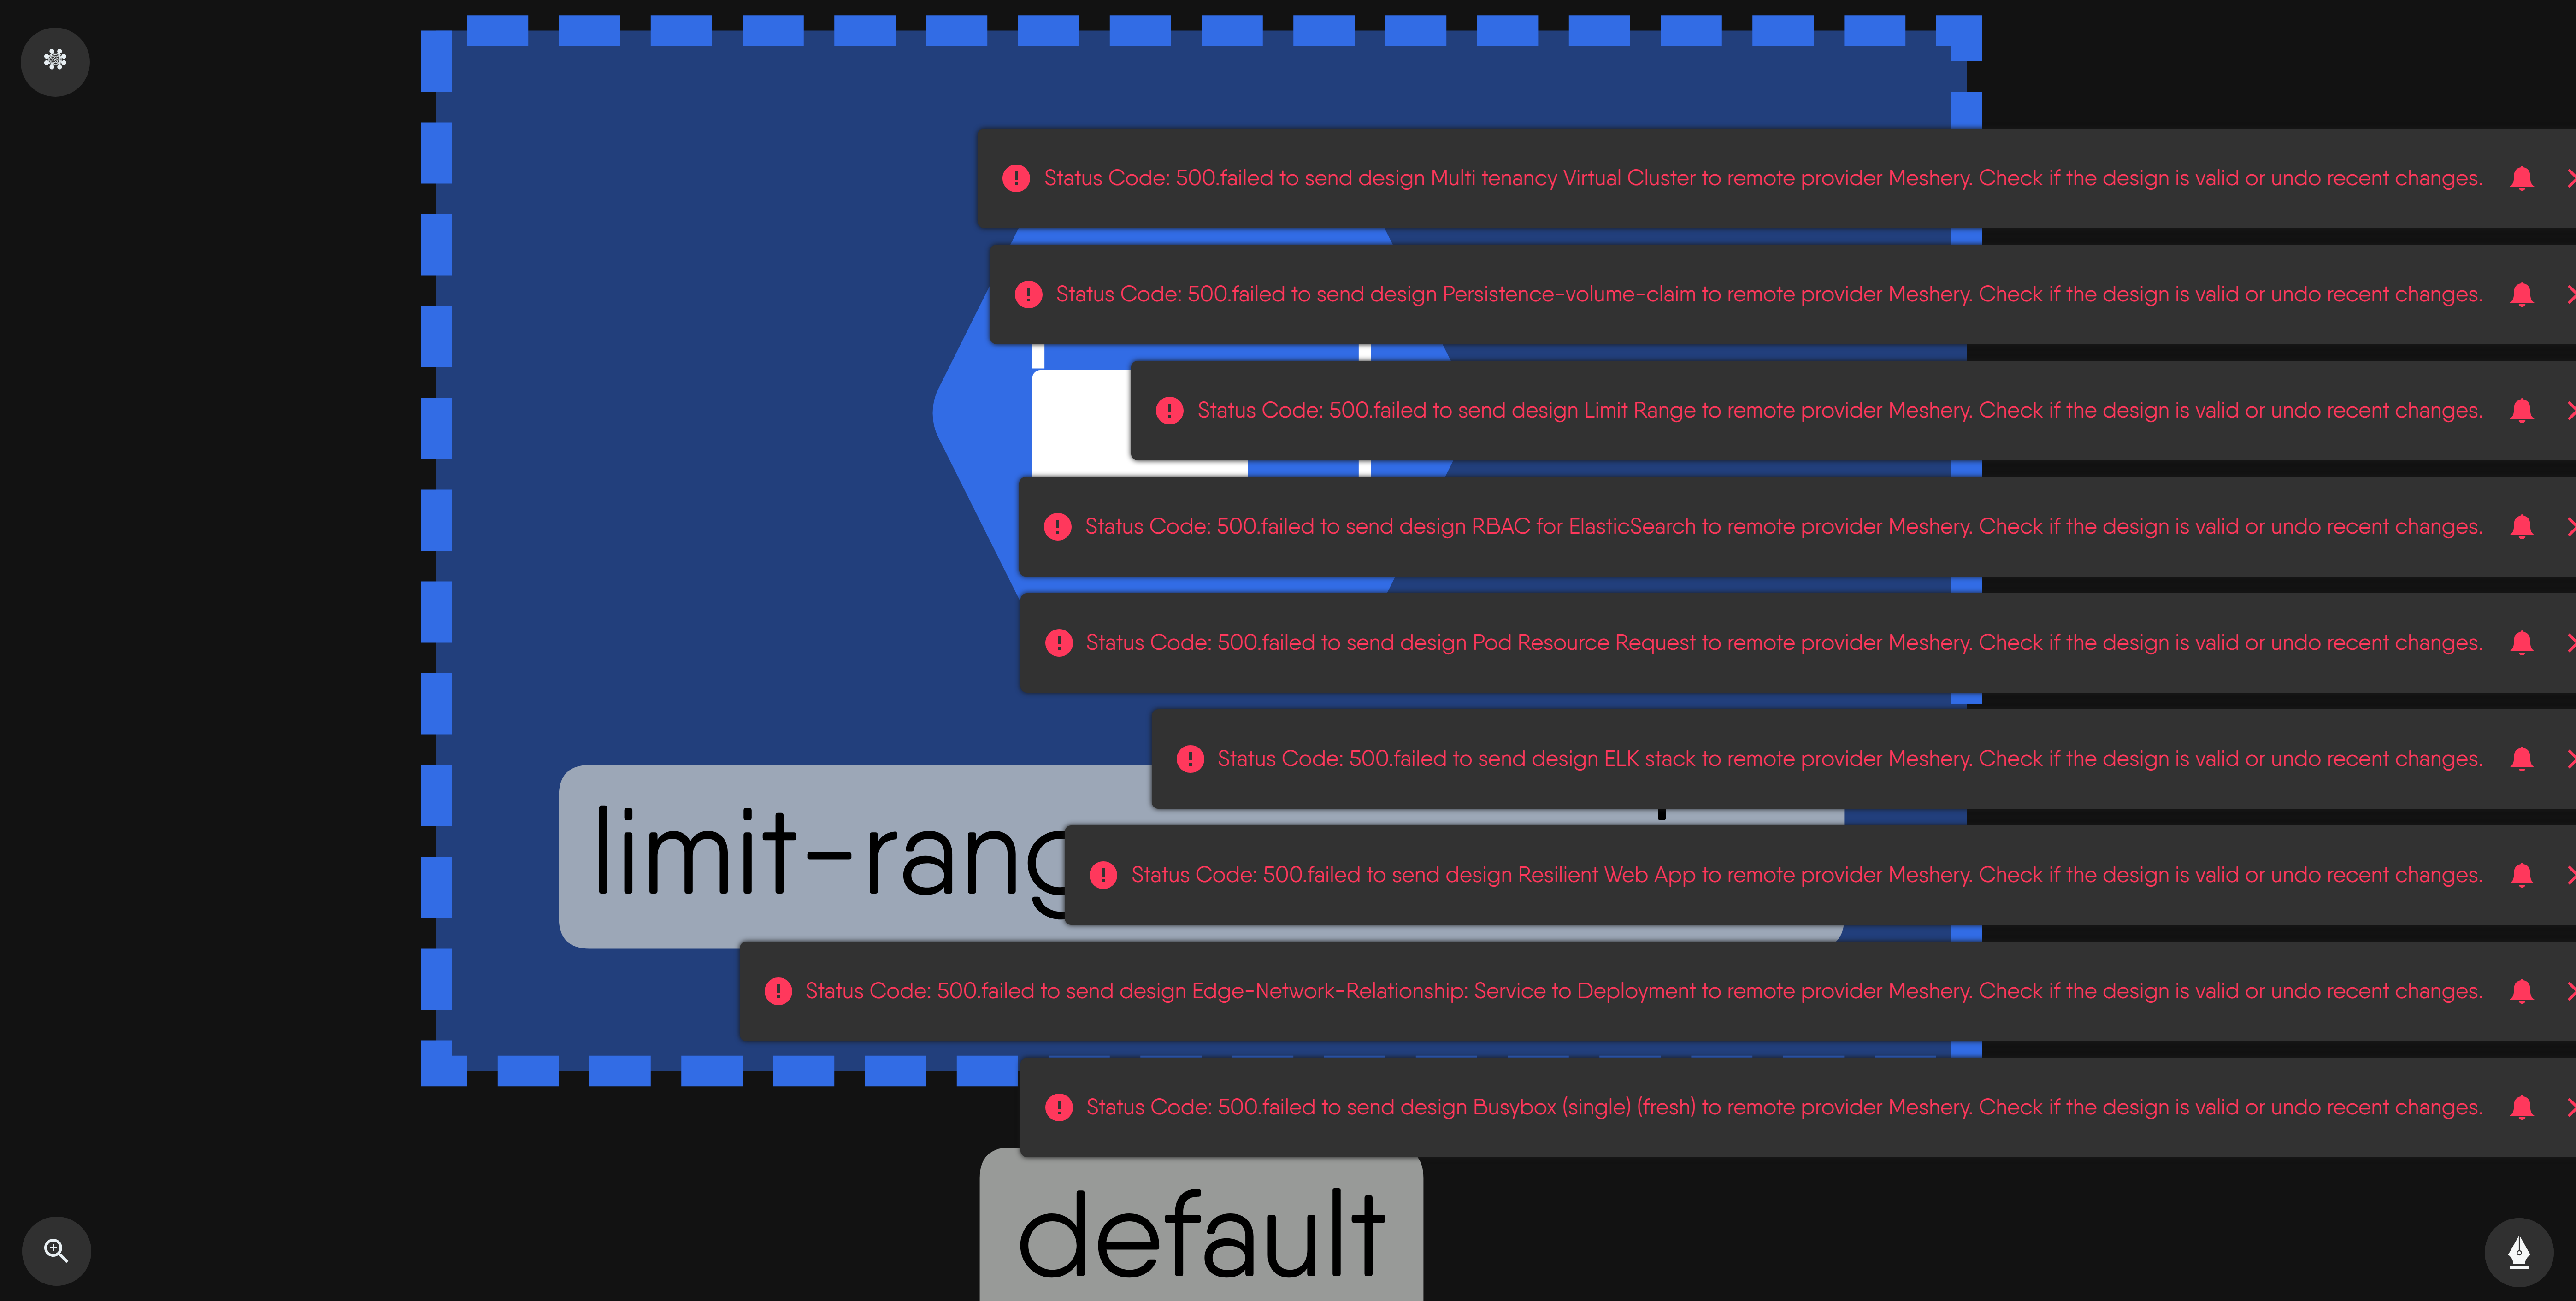 Status Code: 500.failed to send design Multi tenancy Virtual Cluster to remote provider Meshery. Check if the design is valid or undo recent changes.
Status Code: 500.failed to send design Persistence-volume-claim to remote provider Meshery. Check if the design is valid or undo recent changes.
Status Code: 500.failed to send design Limit Range to remote provider Meshery. Check if the design is valid or undo recent changes.
Status Code: 500.failed to send design RBAC for ElasticSearch to remote provider Meshery. Check if the design is valid or undo recent changes.
Status Code: 500.failed to send design Pod Resource Request to remote provider Meshery. Check if the design is valid or undo recent changes.
Status Code: 500.failed to send design ELK stack to remote provider Meshery. Check if the design is valid or undo recent changes.
limit-rang
Status Code: 500.failed to send design Resilient Web App to remote provider Meshery. Check if the design is valid or undo recent changes.
Status Code: 500.failed to send design Edge-Network-Relationship: Service to Deployment to remote provider Meshery. Check if the design is valid or undo recent changes.
Status Code: 500.failed to send design Busybox (single) (fresh) to remote provider Meshery. Check if the design is valid or undo recent changes.
default